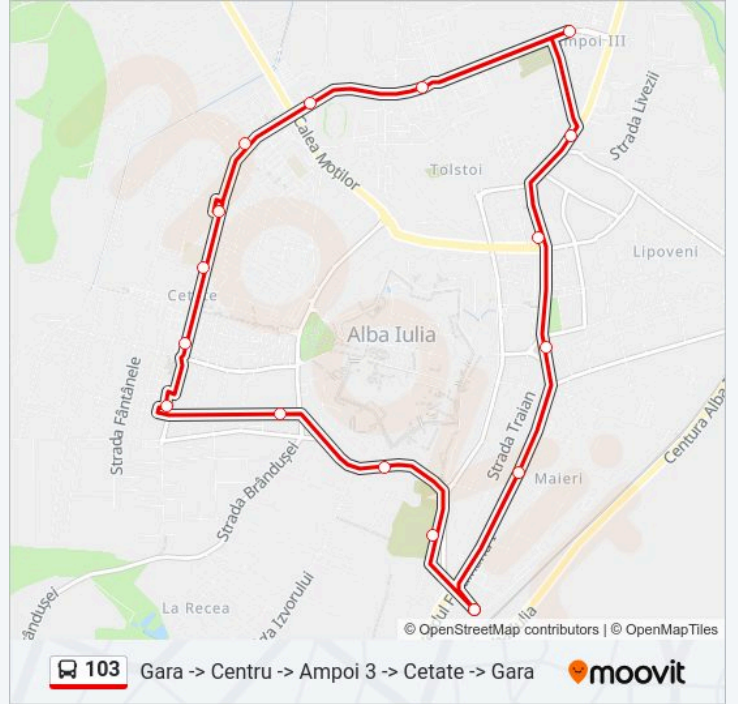 Ampoi III
Strada Livezii
Calea Moților
Tolstoi
Lipoveni
Cetate
Alba Iulia
Strada Fântânele
Strada Traian
Centura Alba
Maieri
Strada Brândușei
La Recea
Izvorului
© OpenStreetMap contributors | © OpenMapTiles
103 Gara -> Centru -> Ampoi 3 -> Cetate -> Gara
moovit